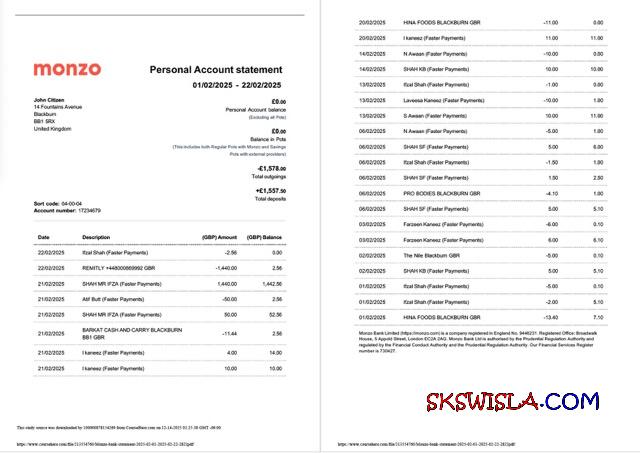 monzo
Personal Account statement
01/02/2025 - 22/02/2025
John Citizen
14 Fountains Avenue
Blackburn
BB1 5RX
United Kingdom
£0.00
Personal Account balance
(Excluding all Pots)
£0.00
Balance in Pots
(This includes both Regular Pots with Monzo and Savings
Pots with external providers)
-£1,578.00
Total outgoings
+£1,557.50
Total deposits
Sort code: 04-00-04
Account number: 17234679
Date Description (GBP) Amount (GBP) Balance
22/02/2025 Ifzal Shah (Faster Payments) -2.56 0.00
22/02/2025 REMITLY +448000869992 GBR -1,440.00 2.56
21/02/2025 SHAH MR IFZA (Faster Payments) 1,440.00 1,442.56
21/02/2025 Atif Butt (Faster Payments) -50.00 2.56
21/02/2025 SHAH MR IFZA (Faster Payments) 50.00 52.56
21/02/2025 BARKAT CASH AND CARRY BLACKBURN
BB1 GBR -11.44 2.56
21/02/2025 I kaneez (Faster Payments) 4.00 14.00
21/02/2025 I kaneez (Faster Payments) 10.00 10.00
This study source was downloaded by from CourseHero.com on 12-14-2025 GMT -06:00
20/02/2025 HINA FOODS BLACKBURN GBR -11.00 0.00
20/02/2025 I kaneez (Faster Payments) 11.00 11.00
14/02/2025 N Awaan (Faster Payments) -10.00 0.00
14/02/2025 SHAH KB (Faster Payments) 10.00 10.00
13/02/2025 Ifzal Shah (Faster Payments) -1.00 0.00
13/02/2025 Laveesa Kaneez (Faster Payments) -10.00 1.00
13/02/2025 S Awaan (Faster Payments) 10.00 11.00
06/02/2025 N Awaan (Faster Payments) -5.00 1.00
06/02/2025 SHAH SF (Faster Payments) 5.00 6.00
06/02/2025 Ifzal Shah (Faster Payments) -1.50 1.00
06/02/2025 SHAH SF (Faster Payments) 1.50 2.50
06/02/2025 PRO BODIES BLACKBURN GBR -4.10 1.00
06/02/2025 SHAH SF (Faster Payments) 5.00 5.10
03/02/2025 Farzeen Kaneez (Faster Payments) -6.00 0.10
03/02/2025 Farzeen Kaneez (Faster Payments) 6.00 6.10
02/02/2025 The Nile Blackburn GBR -5.00 0.10
02/02/2025 SHAH KB (Faster Payments) 5.00 5.10
01/02/2025 Ifzal Shah (Faster Payments) -5.00 0.10
01/02/2025 Ifzal Shah (Faster Payments) -2.00 5.10
01/02/2025 HINA FOODS BLACKBURN GBR -13.40 7.10
Monzo Bank Limited (https://monzo.com) is a company registered in England No. 9446231. Registered Office: Broadwalk
House, 5 Appold Street, London EC2A 2AG. Monzo Bank Ltd is authorised by the Prudential Regulation Authority and
regulated by the Financial Conduct Authority and the Prudential Regulation Authority. Our Financial Services Register
number is 730427.
SKSWISLA.COM